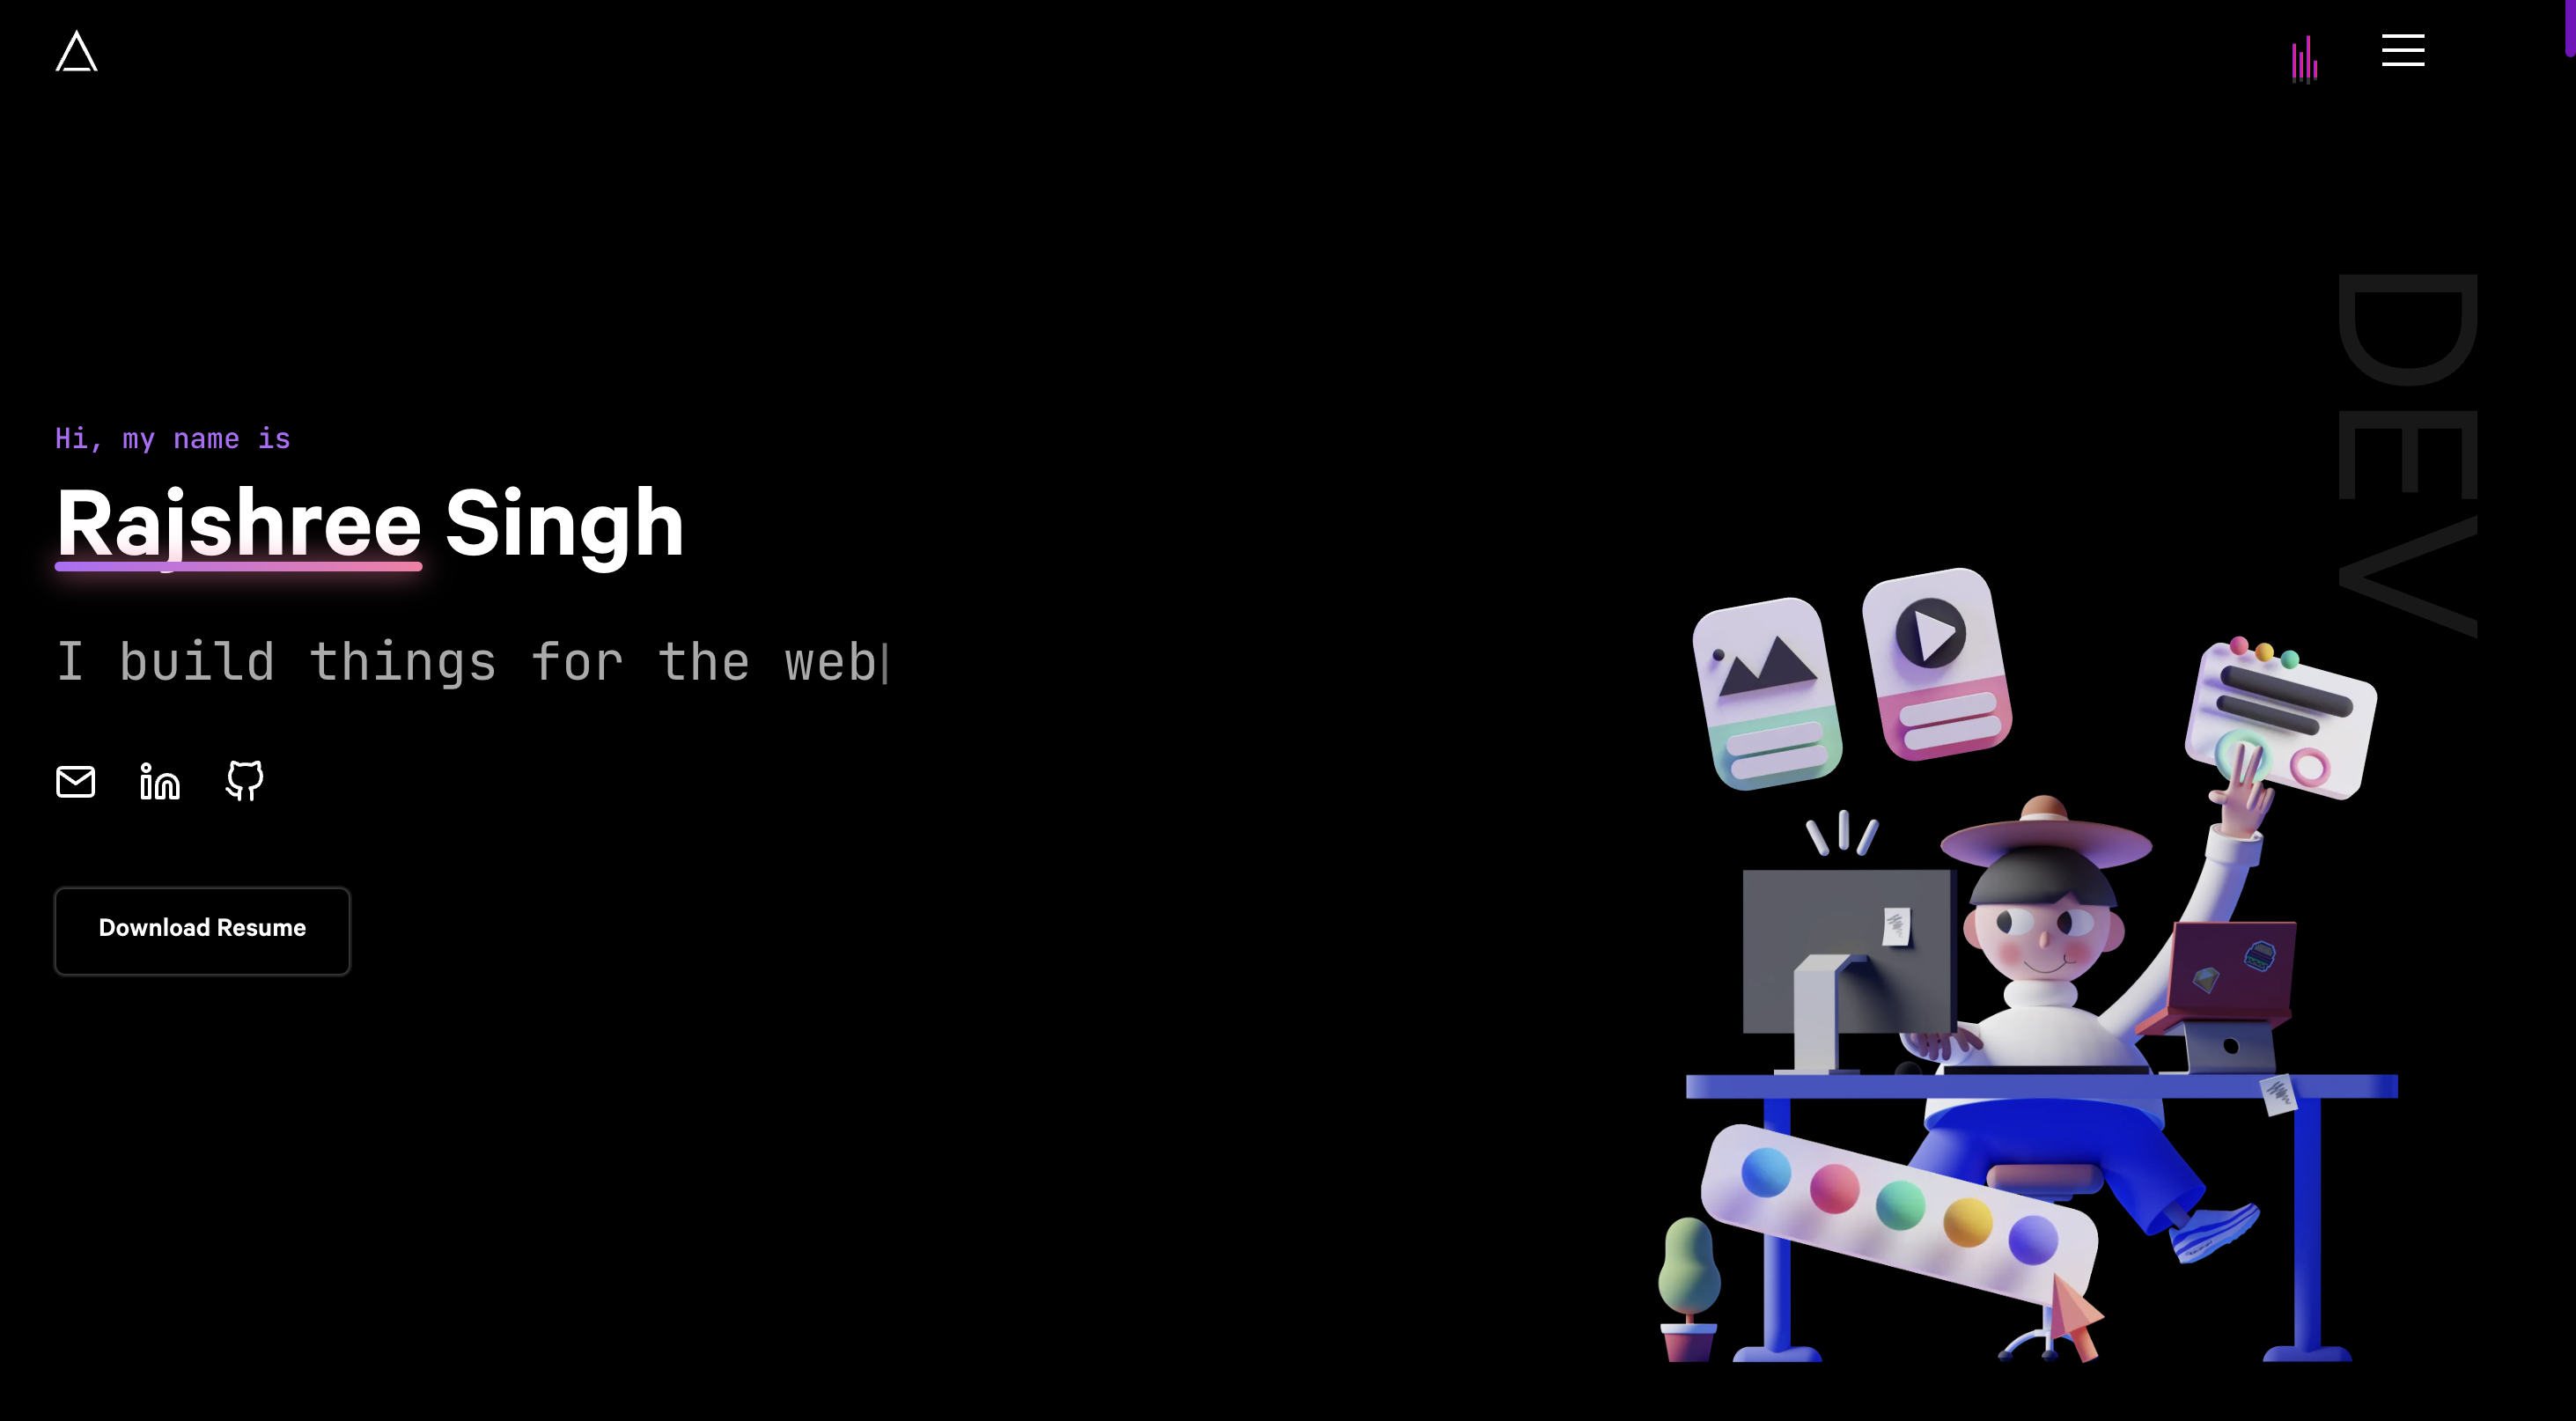 Hi, my name is
Rajshree Singh
I build things for the web
Download Resume
DEV